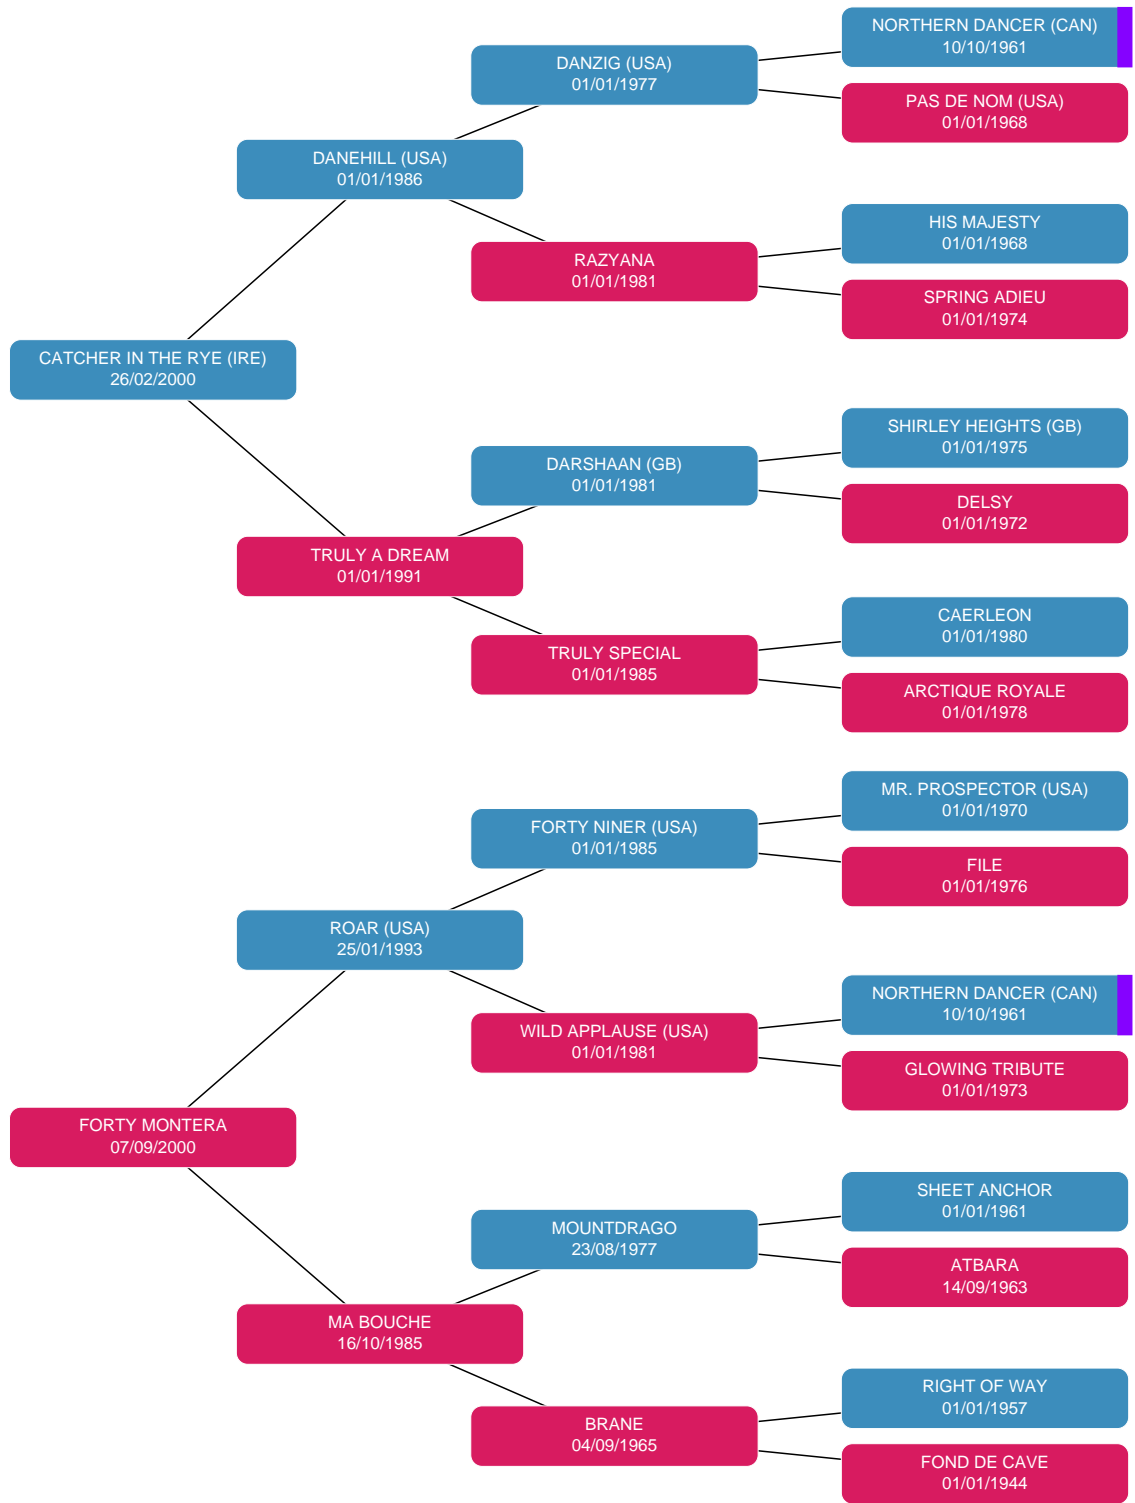 NORTHERN DANCER (CAN)
10/10/1961
DANZIG (USA)
01/01/1977
PAS DE NOM (USA)
01/01/1968
DANEHILL (USA)
01/01/1986
HIS MAJESTY
01/01/1968
RAZYANA
01/01/1981
SPRING ADIEU
01/01/1974
CATCHER IN THE RYE (IRE)
26/02/2000
SHIRLEY HEIGHTS (GB)
01/01/1975
DARSHAAN (GB)
01/01/1981
DELSY
01/01/1972
TRULY A DREAM
01/01/1991
CAERLEON
01/01/1980
TRULY SPECIAL
01/01/1985
ARCTIQUE ROYALE
01/01/1978
MR. PROSPECTOR (USA)
01/01/1970
FORTY NINER (USA)
01/01/1985
FILE
01/01/1976
ROAR (USA)
25/01/1993
NORTHERN DANCER (CAN)
10/10/1961
WILD APPLAUSE (USA)
01/01/1981
GLOWING TRIBUTE
01/01/1973
FORTY MONTERA
07/09/2000
SHEET ANCHOR
01/01/1961
MOUNTDRAGO
23/08/1977
ATBARA
14/09/1963
MA BOUCHE
16/10/1985
RIGHT OF WAY
01/01/1957
BRANE
04/09/1965
FOND DE CAVE
01/01/1944